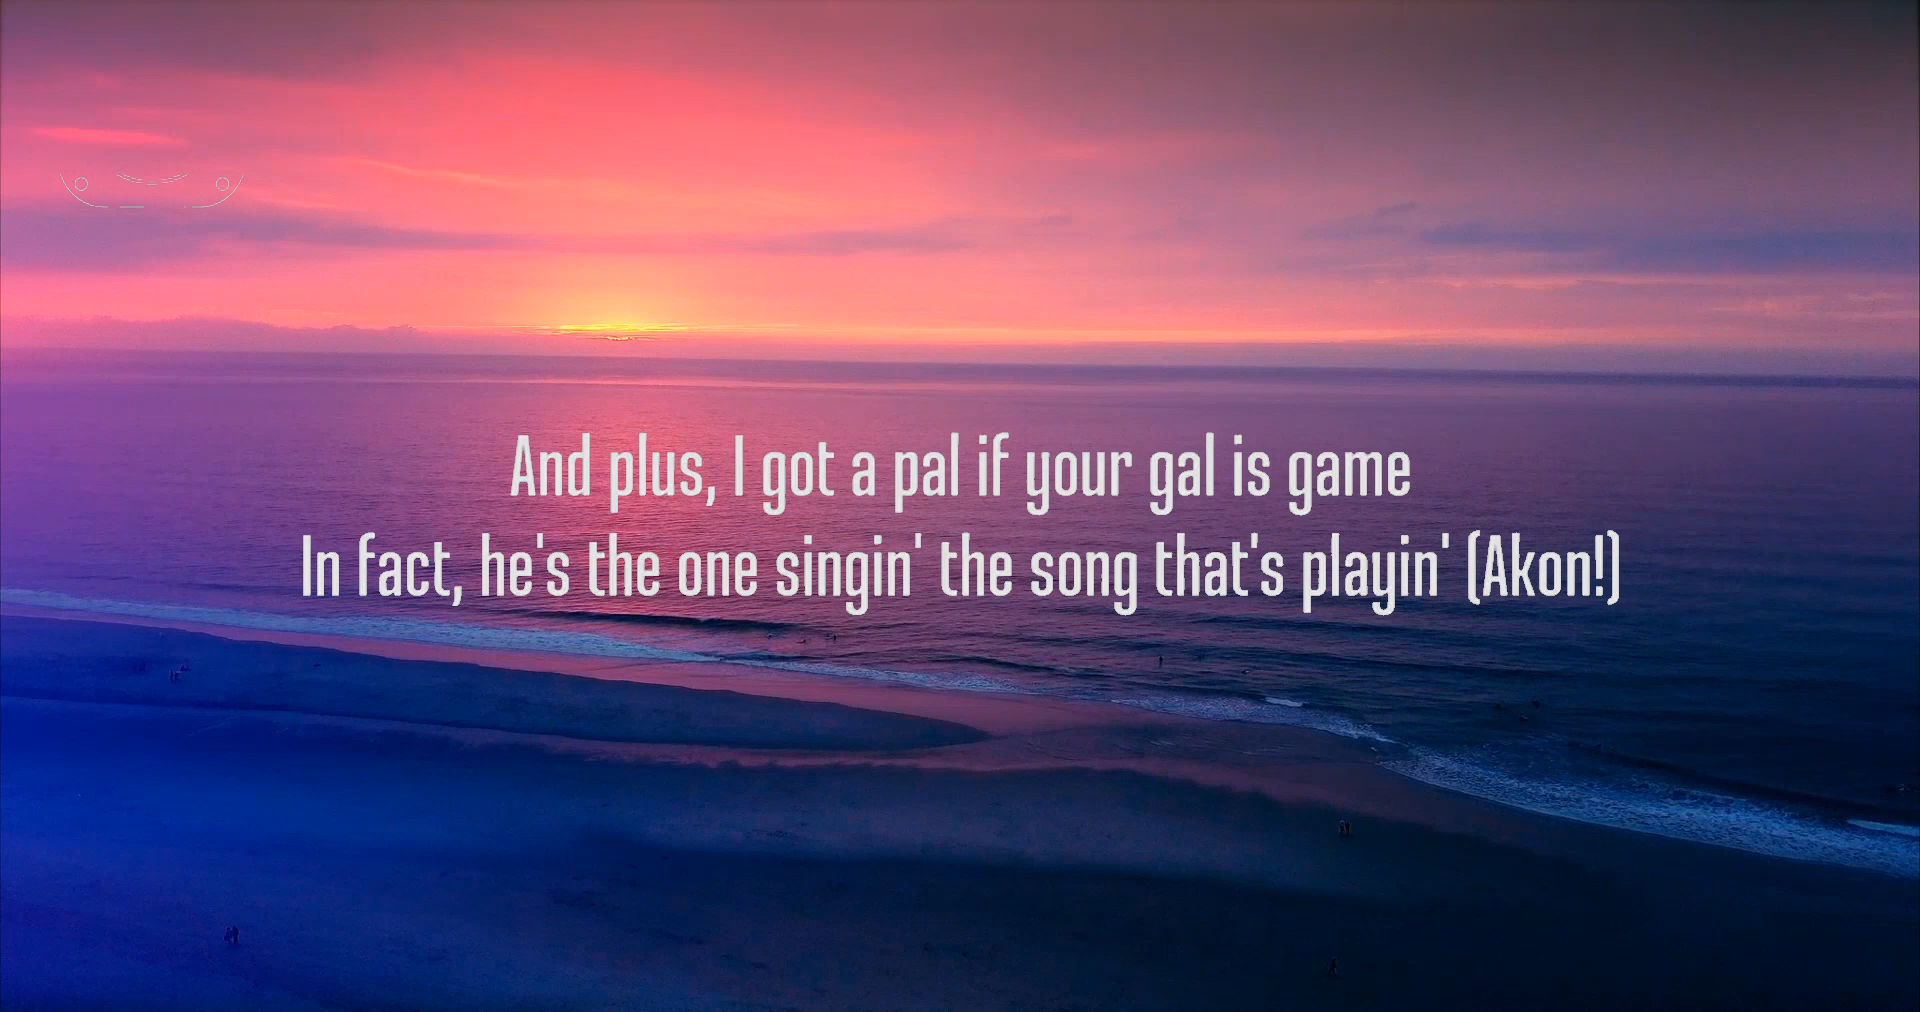 And plus, I got a pal if your gal is game
In fact, he's the one singin' the song that's playin' (Akon!)